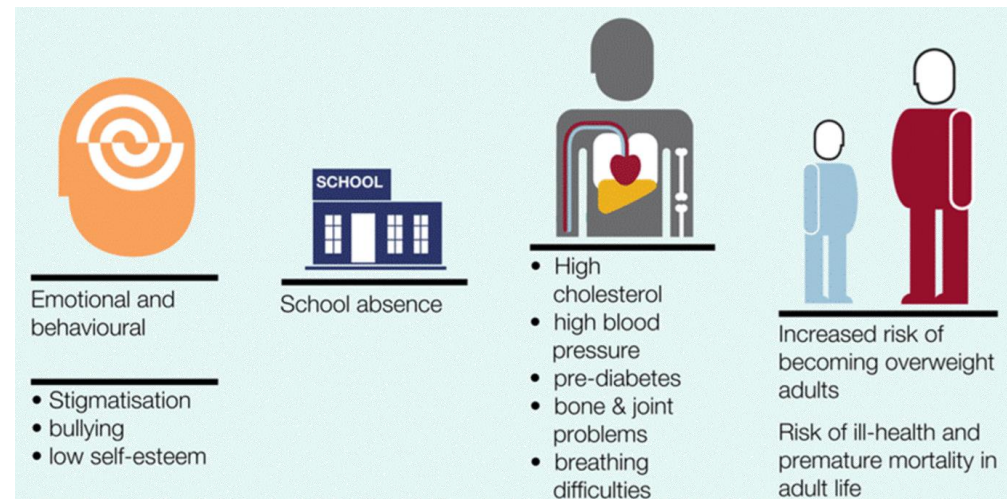 Emotional and
behavioural
• Stigmatisation
• bullying
• low self-esteem
SCHOOL
School absence
• High
cholesterol
• high blood
pressure
• pre-diabetes
• bone & joint
problems
• breathing
difficulties
Increased risk of
becoming overweight
adults
Risk of ill-health and
premature mortality in
adult life